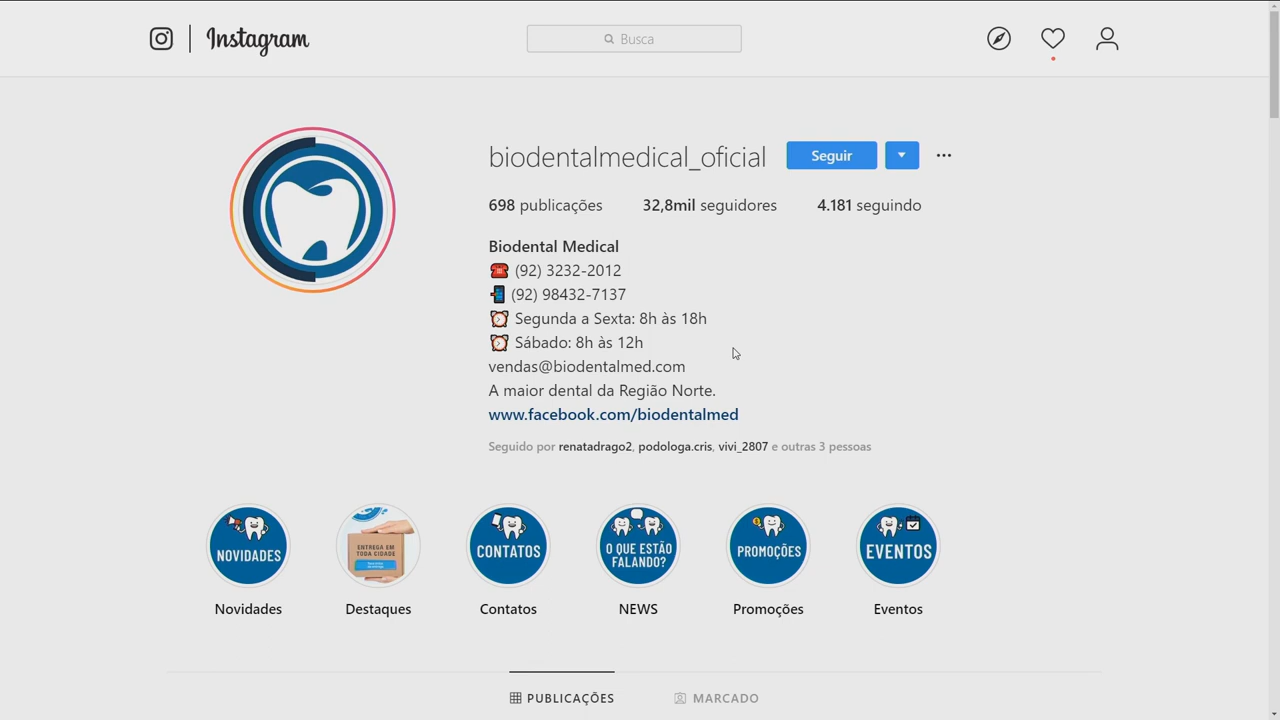 Instagram
Busca
biodentalmedical_oficial
Seguir
698 publicações 32,8mil seguidores 4.181 seguindo
Biodental Medical
(92) 3232-2012
(92) 98432-7137
Segunda a Sexta: 8h às 18h
Sábado: 8h às 12h
vendas@biodentalmed.com
A maior dental da Região Norte.
www.facebook.com/biodentalmed
Seguido por renatadrago2, podologa.cris, vivi_2807 e outras 3 pessoas
NOVIDADES
ENTREGA EM
TODA CIDADE
CONTATOS
O QUE ESTÃO
FALANDO?
PROMOÇÕES
EVENTOS
Novidades Destaques Contatos NEWS Promoções Eventos
PUBLICAÇÕES MARCADO